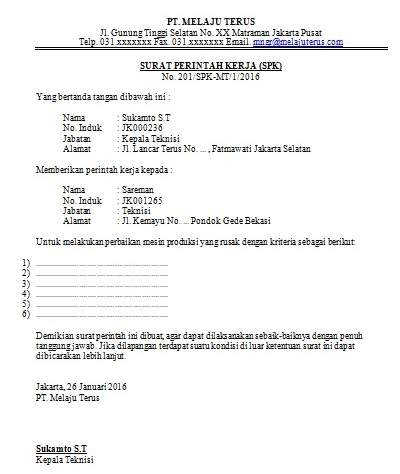 PT. MELAJU TERUS
Jl. Gunung Tinggi Selatan No. XX Matraman Jakarta Pusat
Telp. 031 xxxxxxx Fax. 031 xxxxxxx Email. mngr@melajuterus.com
SURAT PERINTAH KERJA (SPK)
No. 201/SPK-MT/1/2016
Yang bertanda tangan dibawah ini :
Nama : Sukamto S.T
No. Induk : JK000236
Jabatan : Kepala Teknisi
Alamat : Jl. Lancar Terus No. ... , Fatmawati Jakarta Selatan
Memberikan perintah kerja kepada :
Nama : Sareman
No. Induk : JK001265
Jabatan : Teknisi
Alamat : Jl. Kemayu No. ... Pondok Gede Bekasi
Untuk melakukan perbaikan mesin produksi yang rusak dengan kriteria sebagai berikut:
1) ..............................
2) ..............................
3) ..............................
4) ..............................
5) ..............................
6) ..............................
Demikian surat perintah ini dibuat, agar dapat dilaksanakan sebaik-baiknya dengan penuh
tanggung jawab. Jika dilapangan terdapat suatu kondisi di luar ketentuan surat ini dapat
dibicarakan lebih lanjut.
Jakarta, 26 Januari 2016
PT. Melaju Terus
Sukamto S.T
Kepala Teknisi